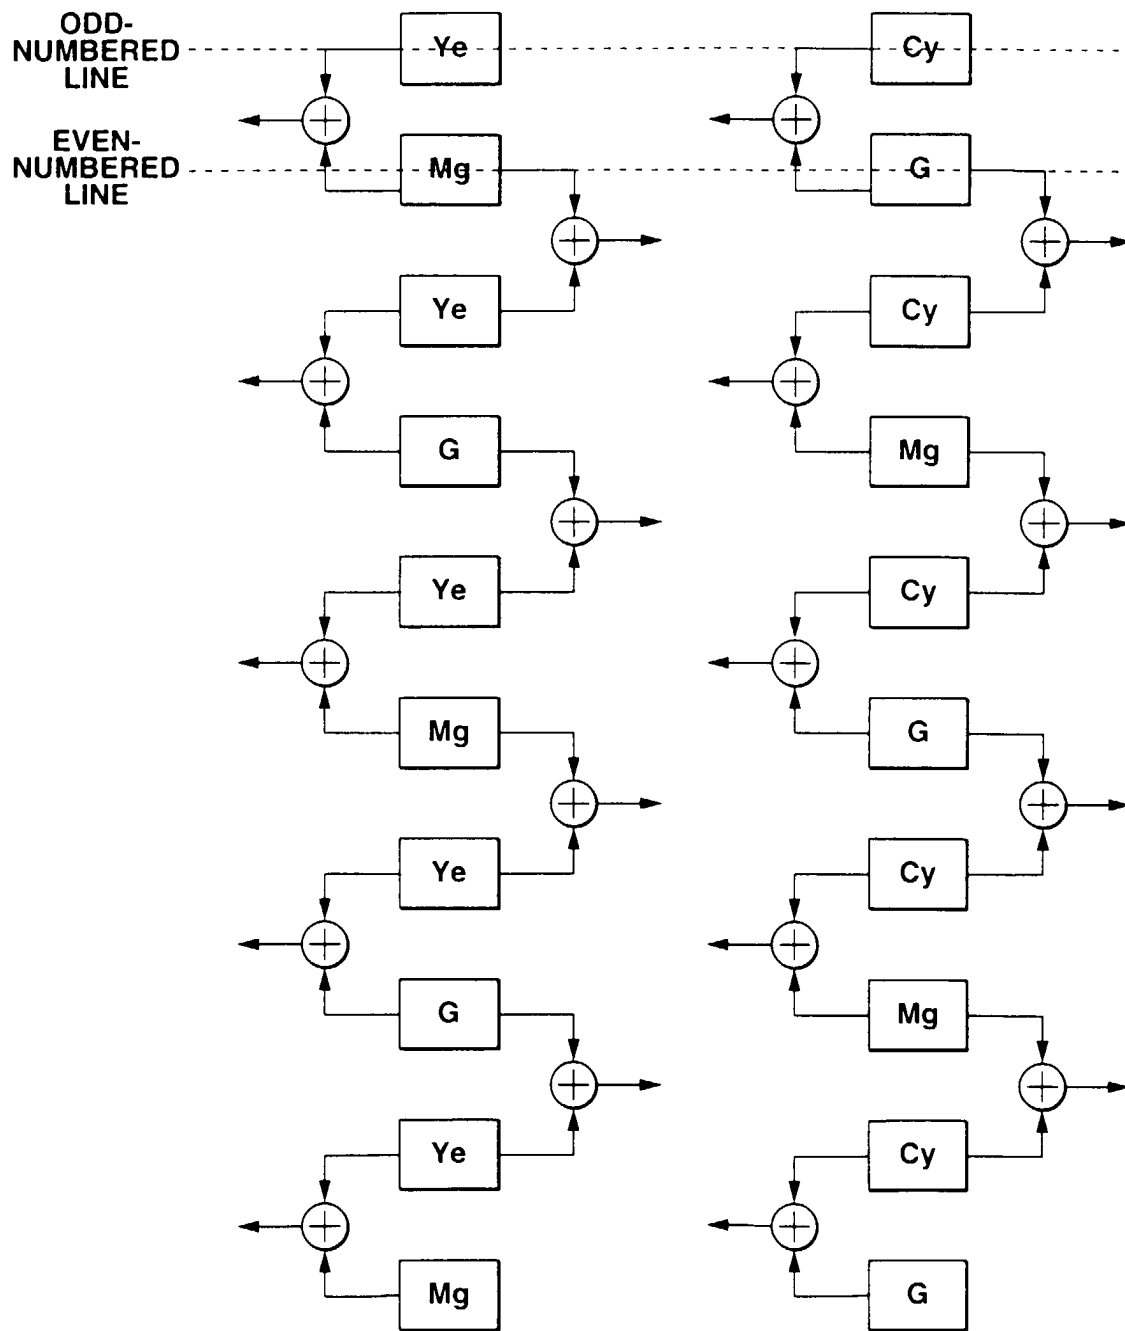 ODD-
NUMBERED
LINE
Ye Cy
EVEN-
NUMBERED
LINE
Mg G
Ye Cy
G Mg
Ye Cy
Mg G
Ye Cy
G Mg
Ye Cy
Mg G